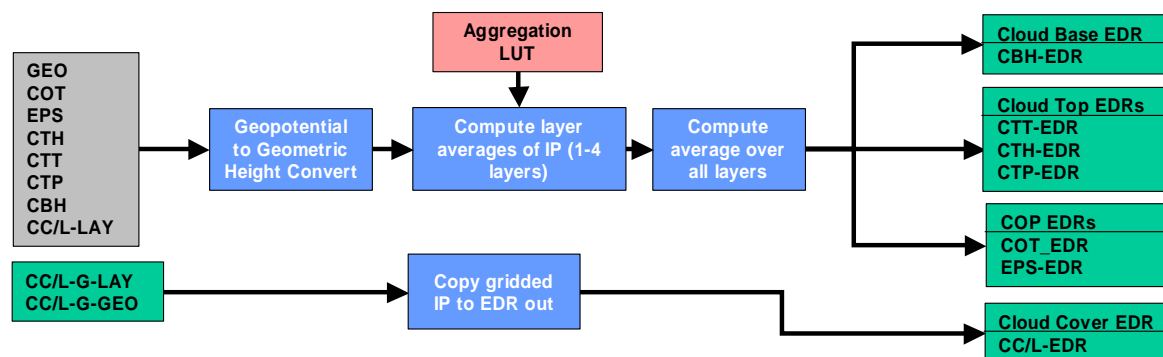 Aggregation
LUT
GEO
COT
EPS
CTH
CTT
CTP
CBH
CC/L-LAY
Geopotential
to Geometric
Height Convert
Compute layer
averages of IP (1-4
layers)
Compute
average over
all layers
Cloud Base EDR
CBH-EDR
Cloud Top EDRs
CTT-EDR
CTH-EDR
CTP-EDR
COP EDRs
COT_EDR
EPS-EDR
CC/L-G-LAY
CC/L-G-GEO
Copy gridded
IP to EDR out
Cloud Cover EDR
CC/L-EDR